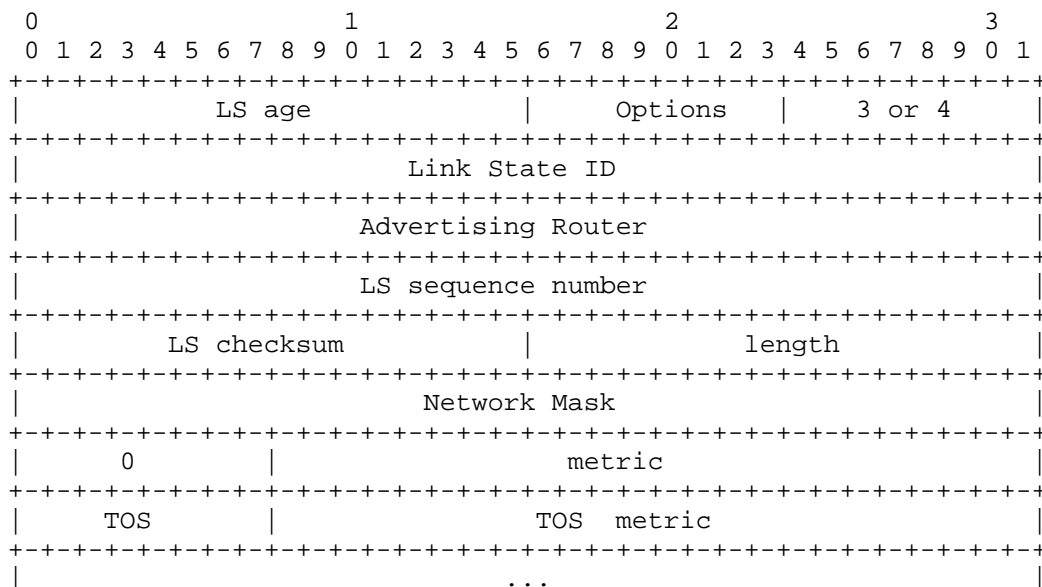 0                   1                   2                   3
 0 1 2 3 4 5 6 7 8 9 0 1 2 3 4 5 6 7 8 9 0 1 2 3 4 5 6 7 8 9 0 1
+-+-+-+-+-+-+-+-+-+-+-+-+-+-+-+-+-+-+-+-+-+-+-+-+-+-+-+-+-+-+-+-+
|            LS age             |     Options   |    3 or 4     |
+-+-+-+-+-+-+-+-+-+-+-+-+-+-+-+-+-+-+-+-+-+-+-+-+-+-+-+-+-+-+-+-+
|                        Link State ID                          |
+-+-+-+-+-+-+-+-+-+-+-+-+-+-+-+-+-+-+-+-+-+-+-+-+-+-+-+-+-+-+-+-+
|                     Advertising Router                        |
+-+-+-+-+-+-+-+-+-+-+-+-+-+-+-+-+-+-+-+-+-+-+-+-+-+-+-+-+-+-+-+-+
|                     LS sequence number                        |
+-+-+-+-+-+-+-+-+-+-+-+-+-+-+-+-+-+-+-+-+-+-+-+-+-+-+-+-+-+-+-+-+
|         LS checksum           |             length            |
+-+-+-+-+-+-+-+-+-+-+-+-+-+-+-+-+-+-+-+-+-+-+-+-+-+-+-+-+-+-+-+-+
|                         Network Mask                          |
+-+-+-+-+-+-+-+-+-+-+-+-+-+-+-+-+-+-+-+-+-+-+-+-+-+-+-+-+-+-+-+-+
|      0        |                  metric                       |
+-+-+-+-+-+-+-+-+-+-+-+-+-+-+-+-+-+-+-+-+-+-+-+-+-+-+-+-+-+-+-+-+
|     TOS       |                TOS  metric                    |
+-+-+-+-+-+-+-+-+-+-+-+-+-+-+-+-+-+-+-+-+-+-+-+-+-+-+-+-+-+-+-+-+
|                              ...                              |